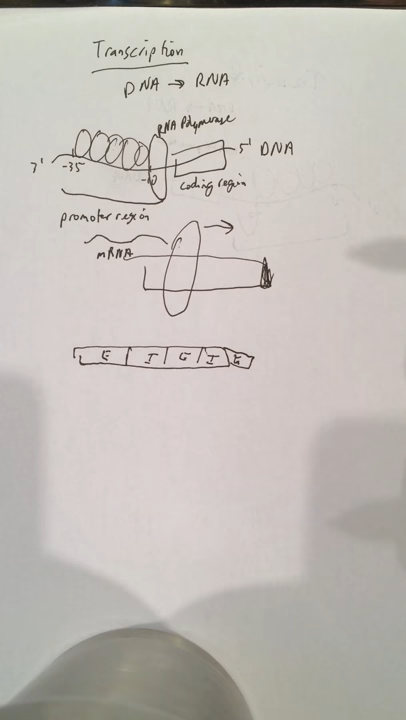 Transcription
DNA → RNA
RNA Polymerase
3' -35 -10 5' DNA
coding region
promoter region
mRNA
E I E I E